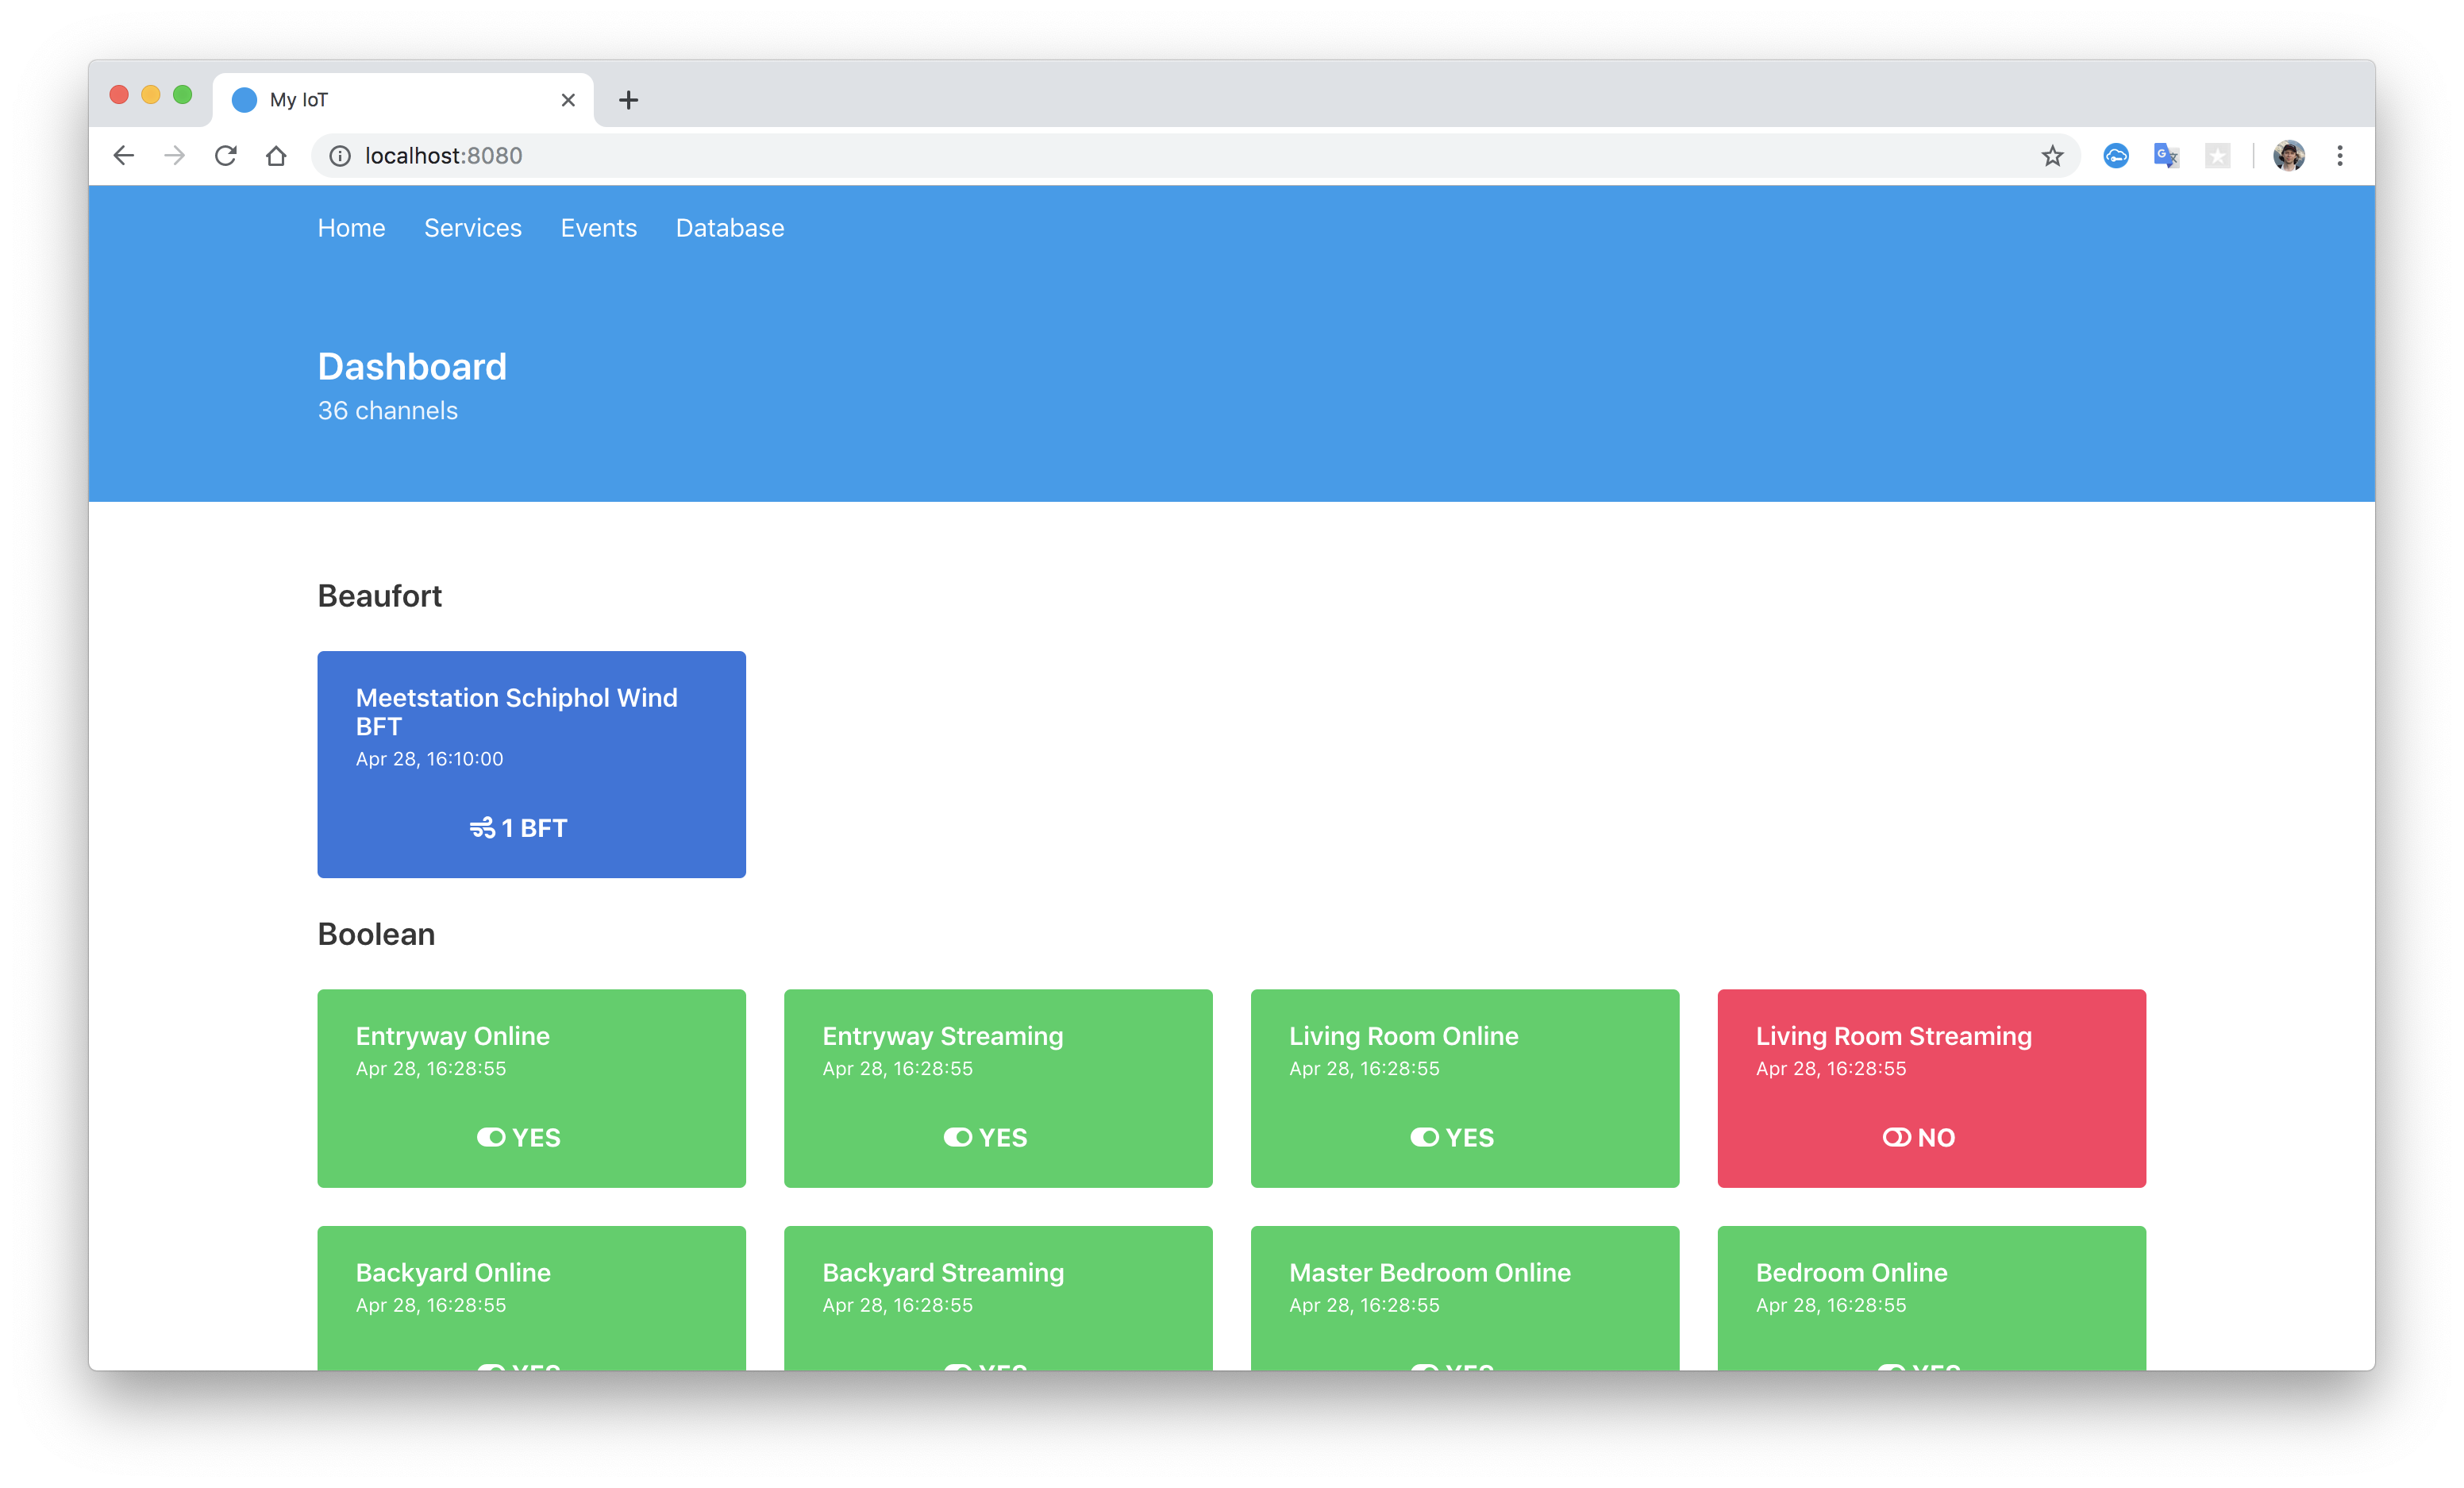 My IoT
localhost:8080
Home Services Events Database
Dashboard
36 channels
Beaufort
Meetstation Schiphol Wind
BFT
Apr 28, 16:10:00
1 BFT
Boolean
Entryway Online
Apr 28, 16:28:55
YES
Entryway Streaming
Apr 28, 16:28:55
YES
Living Room Online
Apr 28, 16:28:55
YES
Living Room Streaming
Apr 28, 16:28:55
NO
Backyard Online
Apr 28, 16:28:55
YES
Backyard Streaming
Apr 28, 16:28:55
YES
Master Bedroom Online
Apr 28, 16:28:55
YES
Bedroom Online
Apr 28, 16:28:55
YES